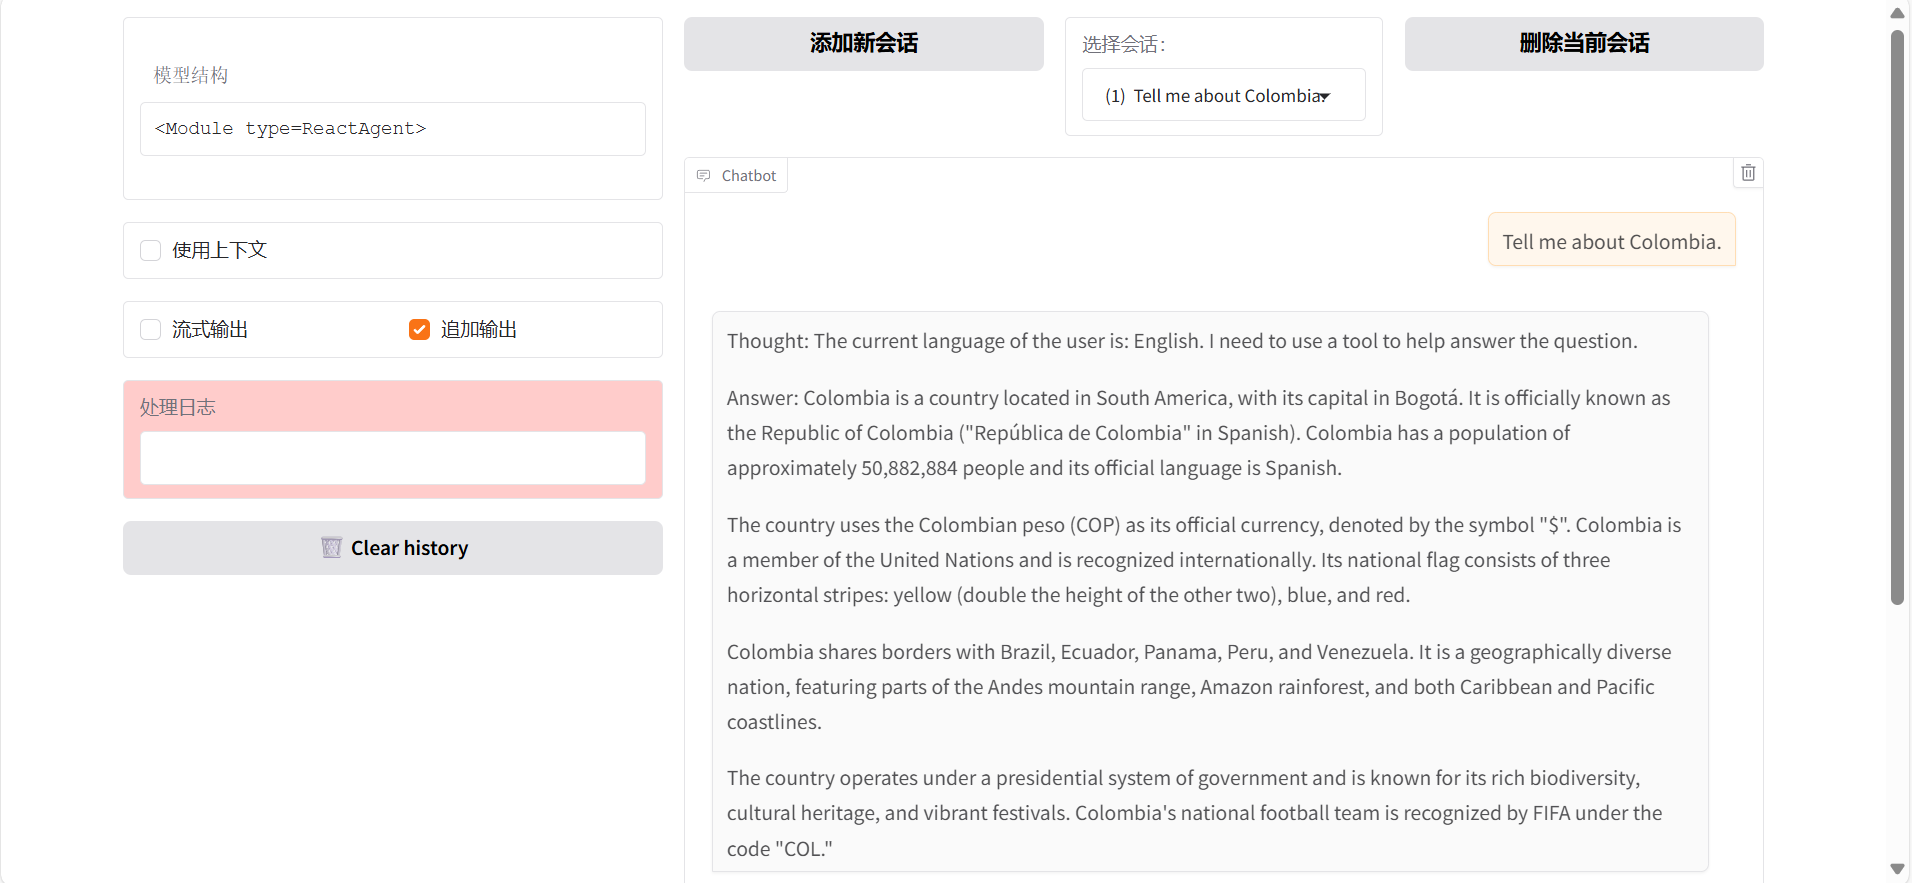 模型结构
<Module type=ReactAgent>
使用上下文
流式输出
追加输出
处理日志
Clear history
添加新会话
选择会话：
(1) Tell me about Colombia.
删除当前会话
Chatbot
Tell me about Colombia.
Thought: The current language of the user is: English. I need to use a tool to help answer the question.
Answer: Colombia is a country located in South America, with its capital in Bogotá. It is officially known as
the Republic of Colombia ("República de Colombia" in Spanish). Colombia has a population of
approximately 50,882,884 people and its official language is Spanish.
The country uses the Colombian peso (COP) as its official currency, denoted by the symbol "$". Colombia is
a member of the United Nations and is recognized internationally. Its national flag consists of three
horizontal stripes: yellow (double the height of the other two), blue, and red.
Colombia shares borders with Brazil, Ecuador, Panama, Peru, and Venezuela. It is a geographically diverse
nation, featuring parts of the Andes mountain range, Amazon rainforest, and both Caribbean and Pacific
coastlines.
The country operates under a presidential system of government and is known for its rich biodiversity,
cultural heritage, and vibrant festivals. Colombia's national football team is recognized by FIFA under the
code "COL."